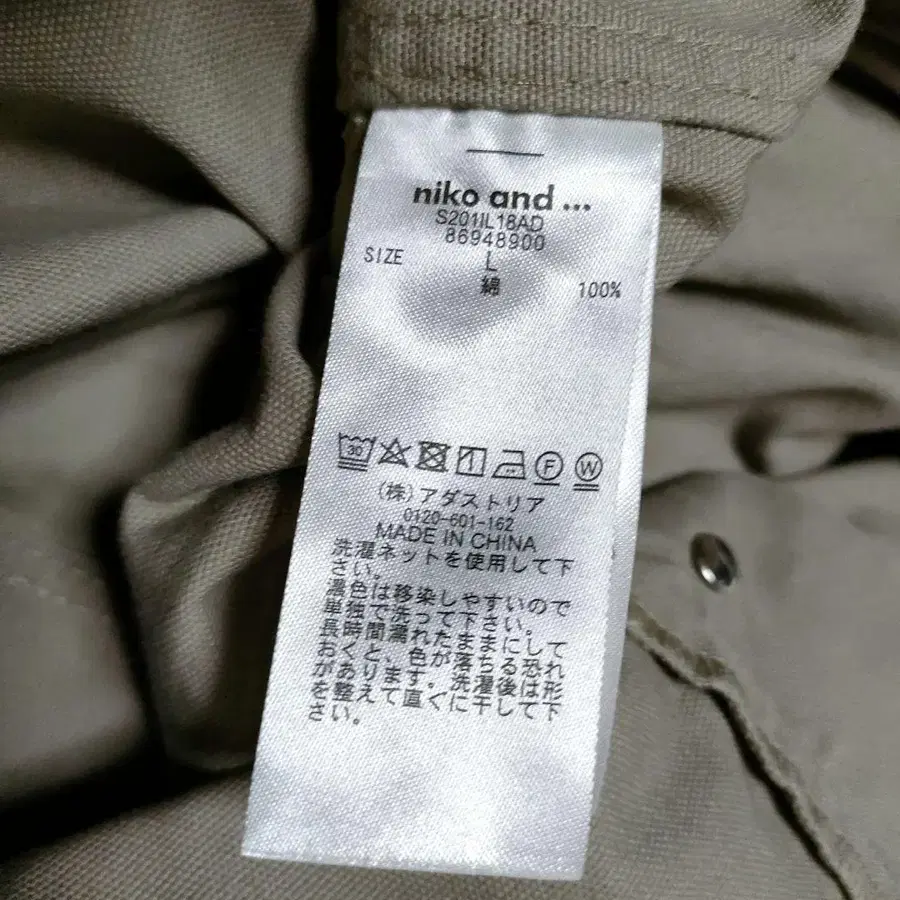 niko and ...
S201IL18AD
86948900
SIZE L
綿 100%
30
F W
(株)アダストリア
0120-601-162
MADE IN CHINA
洗濯ネットを使用して下
さい。
濃色は移染しやすいので
単独で洗って下さい。
長時間濡れたままにして
おくと、色が落ちる恐れ
があります。洗濯後は形
を整えて直ぐに干して下
さい。